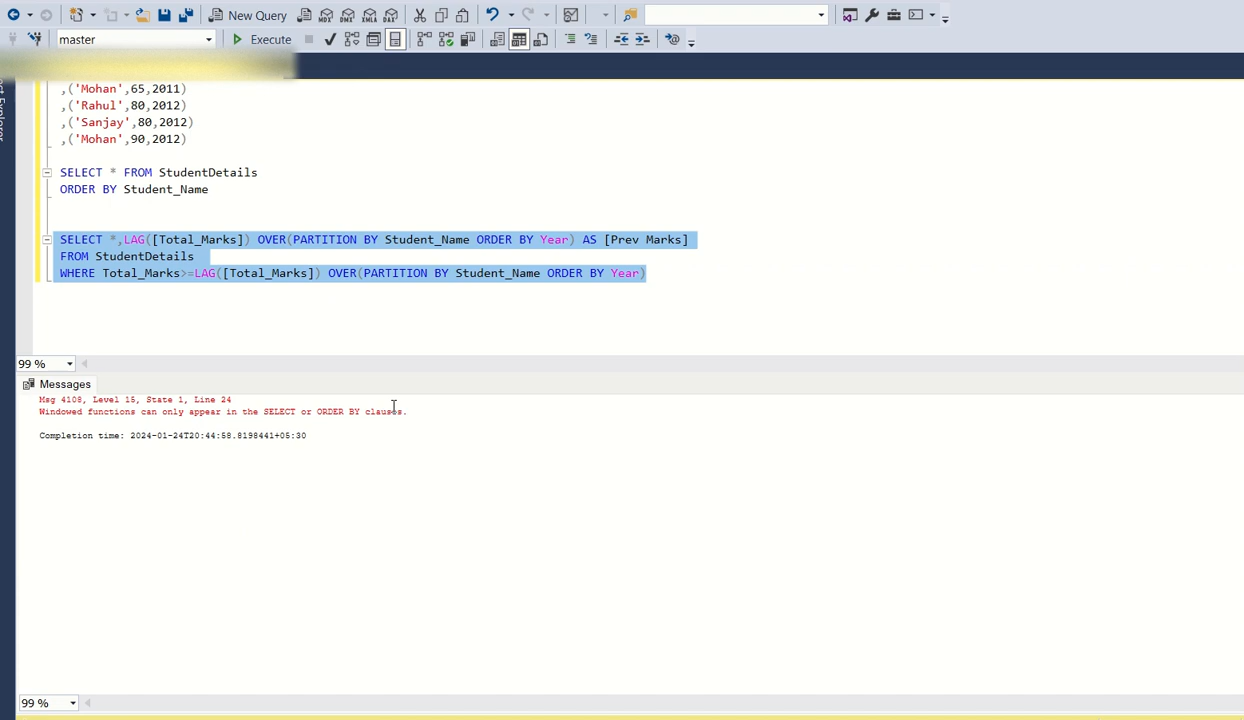 New Query
MDX
DMX
XMLA
DAX
master
Execute
,('Mohan',65,2011)
,('Rahul',80,2012)
,('Sanjay',80,2012)
,('Mohan',90,2012)
SELECT * FROM StudentDetails
ORDER BY Student_Name
SELECT *,LAG([Total_Marks]) OVER(PARTITION BY Student_Name ORDER BY Year) AS [Prev Marks]
FROM StudentDetails
WHERE Total_Marks>=LAG([Total_Marks]) OVER(PARTITION BY Student_Name ORDER BY Year)
99 %
Messages
Msg 4108, Level 15, State 1, Line 24
Windowed functions can only appear in the SELECT or ORDER BY clauses.
Completion time: 2024-01-24T20:44:58.8198441+05:30
99 %